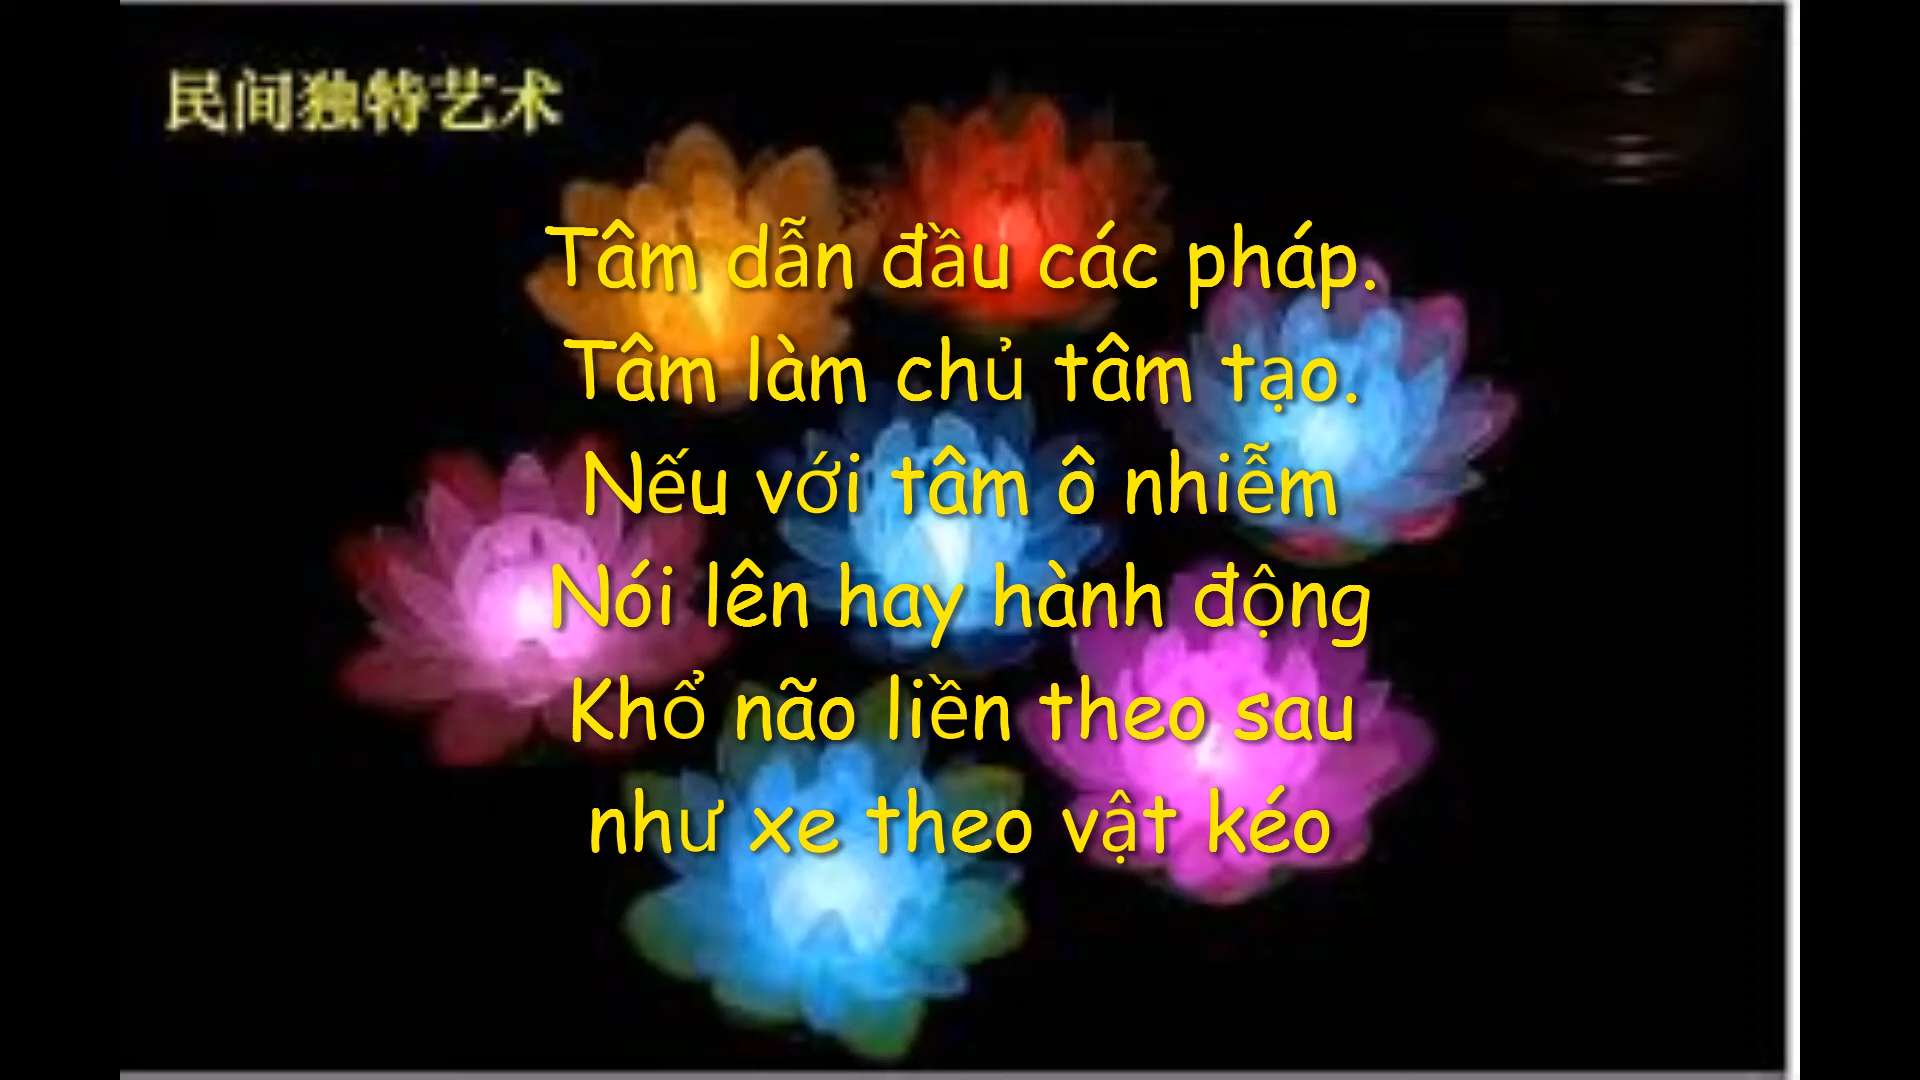 民间独特艺术
Tâm dẫn đầu các pháp.
Tâm làm chủ tâm tạo.
Nếu với tâm ô nhiễm
Nói lên hay hành động
Khổ não liền theo sau
như xe theo vật kéo